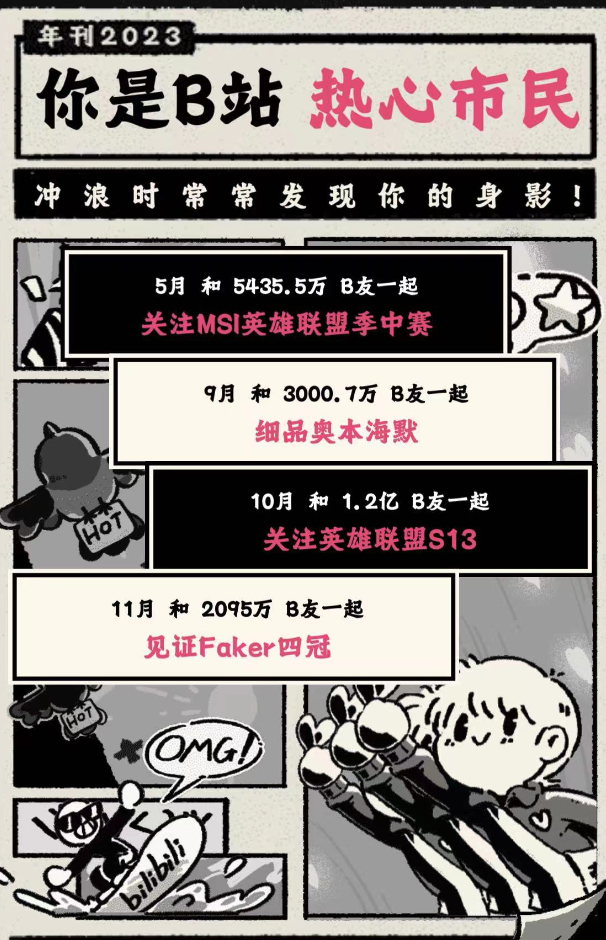 年刊2023
你是B站 热心市民
冲浪时常常发现你的身影!
5月 和 5435.5万 B友一起
关注MSI英雄联盟季中赛
9月 和 3000.7万 B友一起
细品奥本海默
10月 和 1.2亿 B友一起
关注英雄联盟S13
11月 和 2095万 B友一起
见证Faker四冠
HOT
HOT
OMG!
bilibili